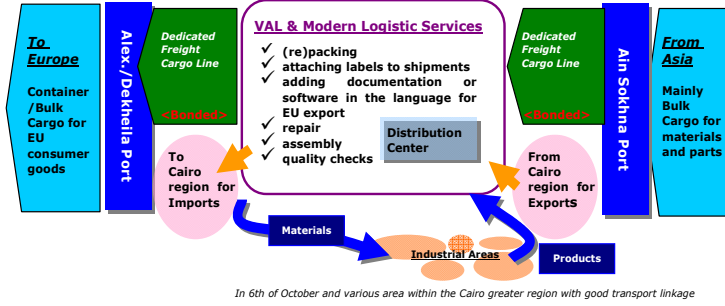 To
Europe
Container
/Bulk
Cargo for
EU
consumer
goods
Alex./Dekheila Port
Dedicated
Freight
Cargo Line
<Bonded>
To
Cairo
region for
Imports
VAL & Modern Logistic Services
✓ (re)packing
✓ attaching labels to shipments
✓ adding documentation or
software in the language for
EU export
✓ repair
✓ assembly
✓ quality checks
Distribution
Center
Dedicated
Freight
Cargo Line
<Bonded>
From
Cairo
region for
Exports
Ain Sokhna Port
From
Asia
Mainly
Bulk
Cargo for
materials
and parts
Materials
Industrial Areas
Products
In 6th of October and various area within the Cairo greater region with good transport linkage